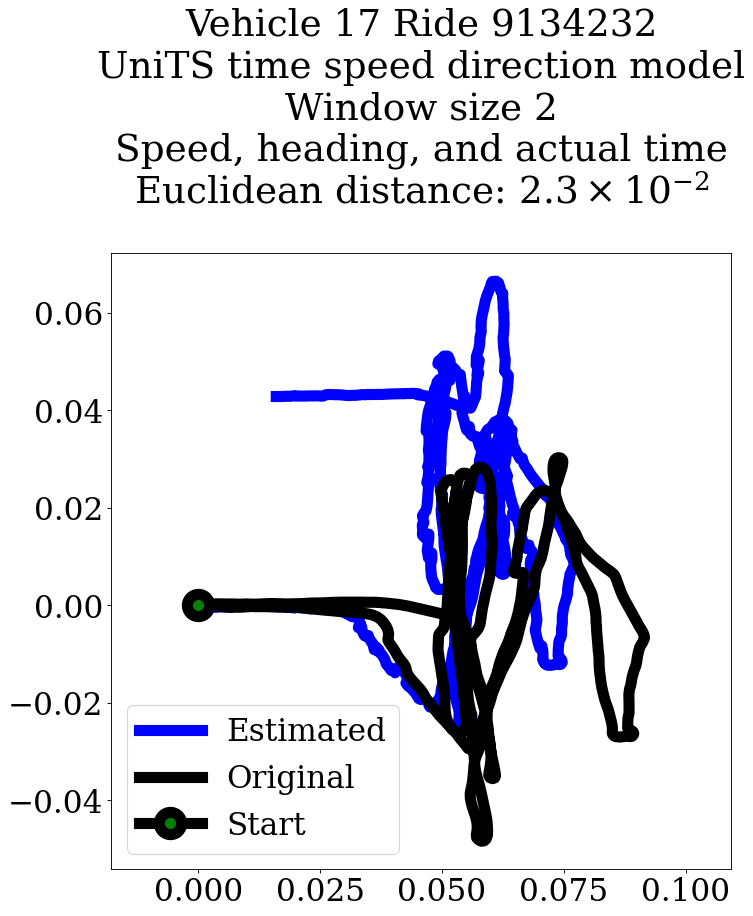 Vehicle 17 Ride 9134232
UniTS time speed direction model
Window size 2
Speed, heading, and actual time
Euclidean distance: 2.3 × 10⁻²
0.06
0.04
0.02
0.00
−0.02
−0.04
Estimated
Original
Start
0.000 0.025 0.050 0.075 0.100